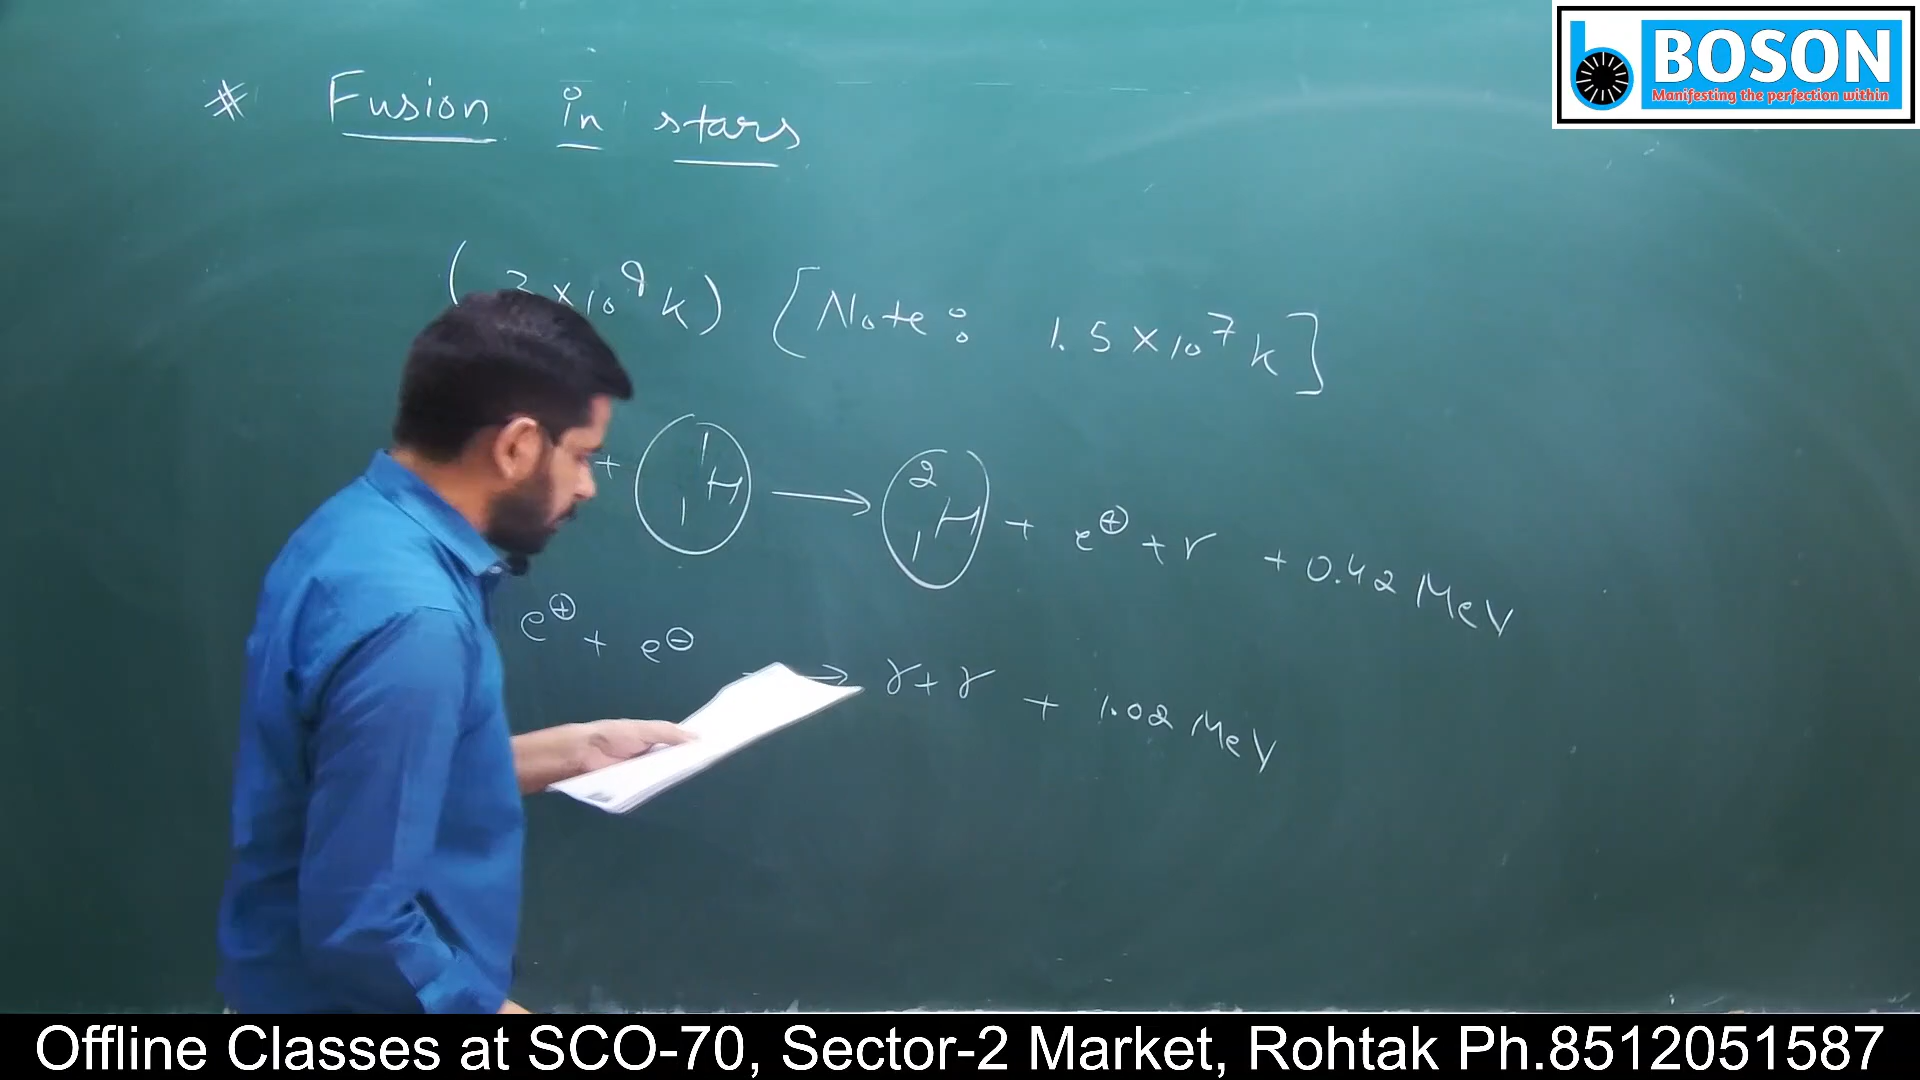 BOSON
Manifesting the perfection within
* Fusion in stars
( 3 × 10⁹ K) [Note: 1.5 × 10⁷ K]
+ ¹₁H → ²₁H + e⊕ + ν + 0.42 MeV
e⊕ + e⊖ → γ + γ + 1.02 MeV
Offline Classes at SCO-70, Sector-2 Market, Rohtak Ph.8512051587